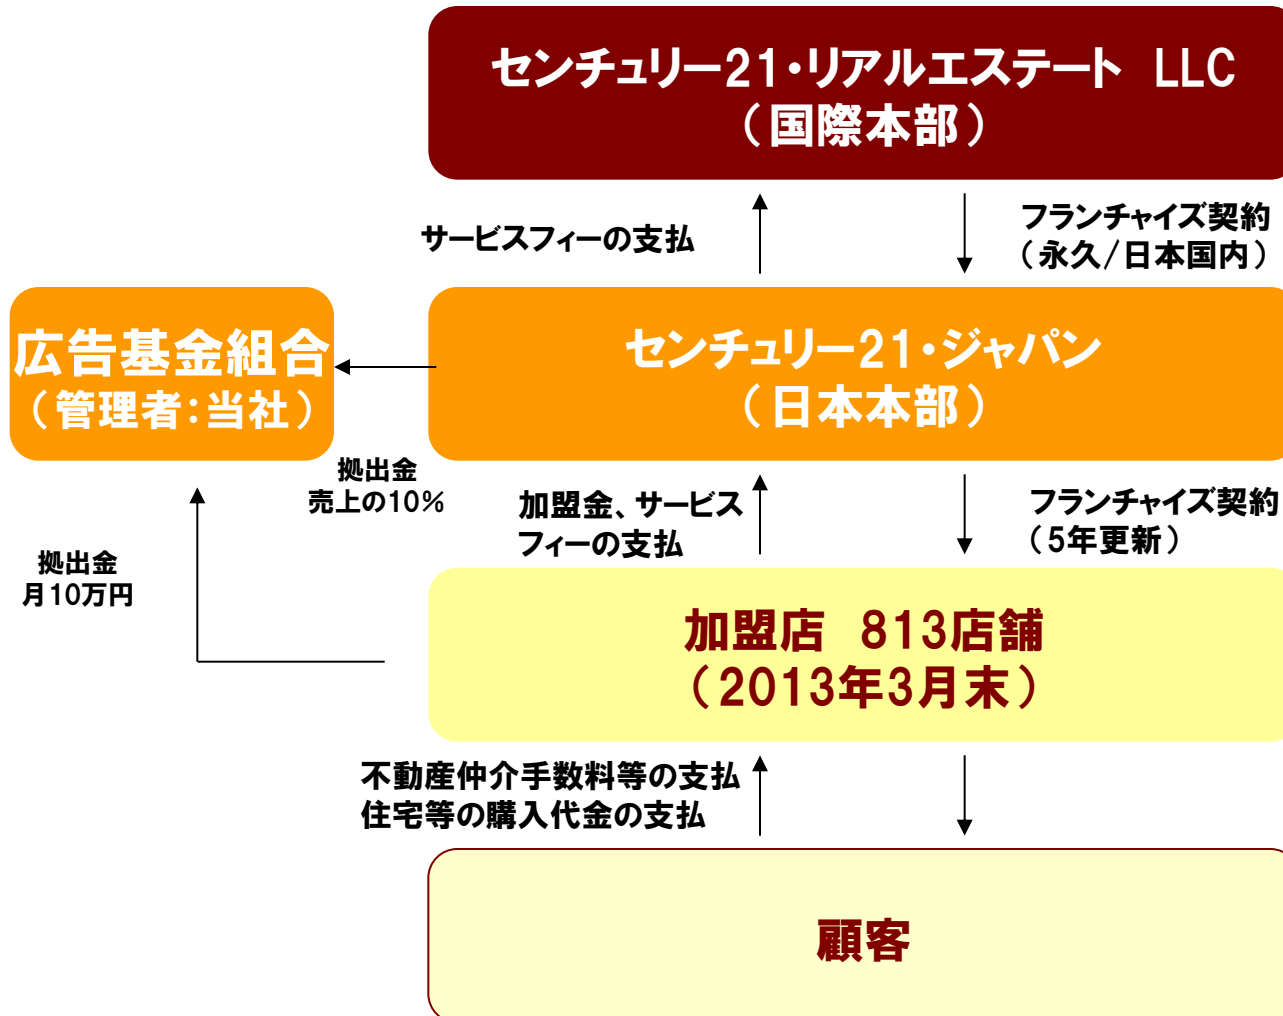 センチュリー21・リアルエステート LLC
（国際本部）
サービスフィーの支払
フランチャイズ契約
（永久/日本国内）
広告基金組合
（管理者：当社）
センチュリー21・ジャパン
（日本本部）
拠出金
売上の10%
加盟金、サービス
フィーの支払
フランチャイズ契約
（5年更新）
拠出金
月10万円
加盟店 813店舗
（2013年3月末）
不動産仲介手数料等の支払
住宅等の購入代金の支払
顧客